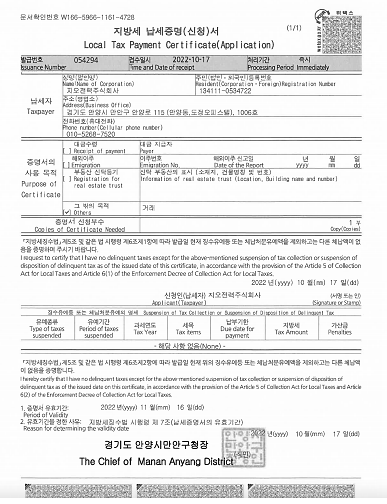 문서확인번호 W166-5966-1161-4728
지방세 납세증명(신청)서
(1/1)
Local Tax Payment Certificate(Application)
발급번호 054294 접수일시 2022-10-17 처리기간 즉시
Issuance Number Time and Date of receipt Processing Period Immediately
성명(법인명) 주민(법인·외국인)등록번호
Name(Name of Corporation) Resident(Corporation·Foreign)Registration Number
지오전략주식회사 134111-0534722
납세자 주소(영업소)
Taxpayer Address(Business Office)
경기도 안양시 만안구 안양로 115 (만안동,도성모피스텔), 1006호
전화번호(휴대전화)
Phone number(Cellular phone number)
010-5268-7520
대금수령 대금 지급자
[ ] Receipt of payment Payer
증명서의 해외이주 이주번호 해외이주 신고일 년 월 일
사용 목적 [ ] Emigration Emigration No. Date of the Report yyyy mm dd
Purpose of 부동산 신탁등기 신탁 부동산의 표시 (소재지, 건물명칭 및 번호)
Certificate [ ] Registration for Information of real estate trust (Location, Building name and number)
real estate trust
그 밖의 목적 거래
[✓] Others
증명서 신청부수 1 부
Copies of Certificate Needed Copy(Copies)
「지방세징수법」제5조 및 같은 법 시행령 제6조제1항에 따라 발급일 현재 징수유예등 또는 체납처분유예액을 제외하고는 다른 체납액이 없
음을 증명하여 주시기 바랍니다.
I request to certify that I have no delinquent taxes except for the above-mentioned suspension of tax collection or suspension of
disposition of delinquent tax as of the issued date of this certificate, in accordance with the provision of the Article 5 of Collection
Act for Local Taxes and Article 6(1) of the Enforcement Decree of Collection Act for Local Taxes.
2022 년(yyyy) 10 월(mm) 17 일(dd)
신청인(납세자) 지오전략주식회사 (서명 또는 인)
Applicant(Taxpayer) (Signature or Stamp)
징수유예등 또는 체납처분유예의 명세 Suspension of Tax Collection or Suspension of Disposition of Delinquent Tax
유예종류 유예기간 과세연도 세목 납부기한 지방세 가산금
Type of taxes suspended Period of taxes suspended Tax Year Tax items Due date for payment Tax Amount Penalties
- 해당 사항 없음(None) -
「지방세징수법」제5조 및 같은 법 시행령 제6조제2항에 따라 발급일 현재 위의 징수유예등 또는 체납처분유예액을 제외하고는 다른 체납액
이 없음을 증명합니다.
I hereby certify that I have no delinquent taxes except for the above-mentioned suspension of tax collection or suspension of disposition of
delinquent tax as of the issued date of this certificate, in accordance with the provision of the Article 5 of Collection Act for Local Taxes and Article
6(2) of the Enforcement Decree of Collection Act for Local Taxes.
1. 증명서 유효기간: 2022 년(yyyy) 11 월(mm) 16 일(dd)
Period of Validity
2. 유효기간을 정한 사유: 지방세징수법 시행령 제 7조(납세증명서의 유효기간)
Reason for determining the validity date
2022 년(yyyy) 10 월(mm) 17 일(dd)
경기도 안양시만안구청장
The Chief of Manan Anyang District